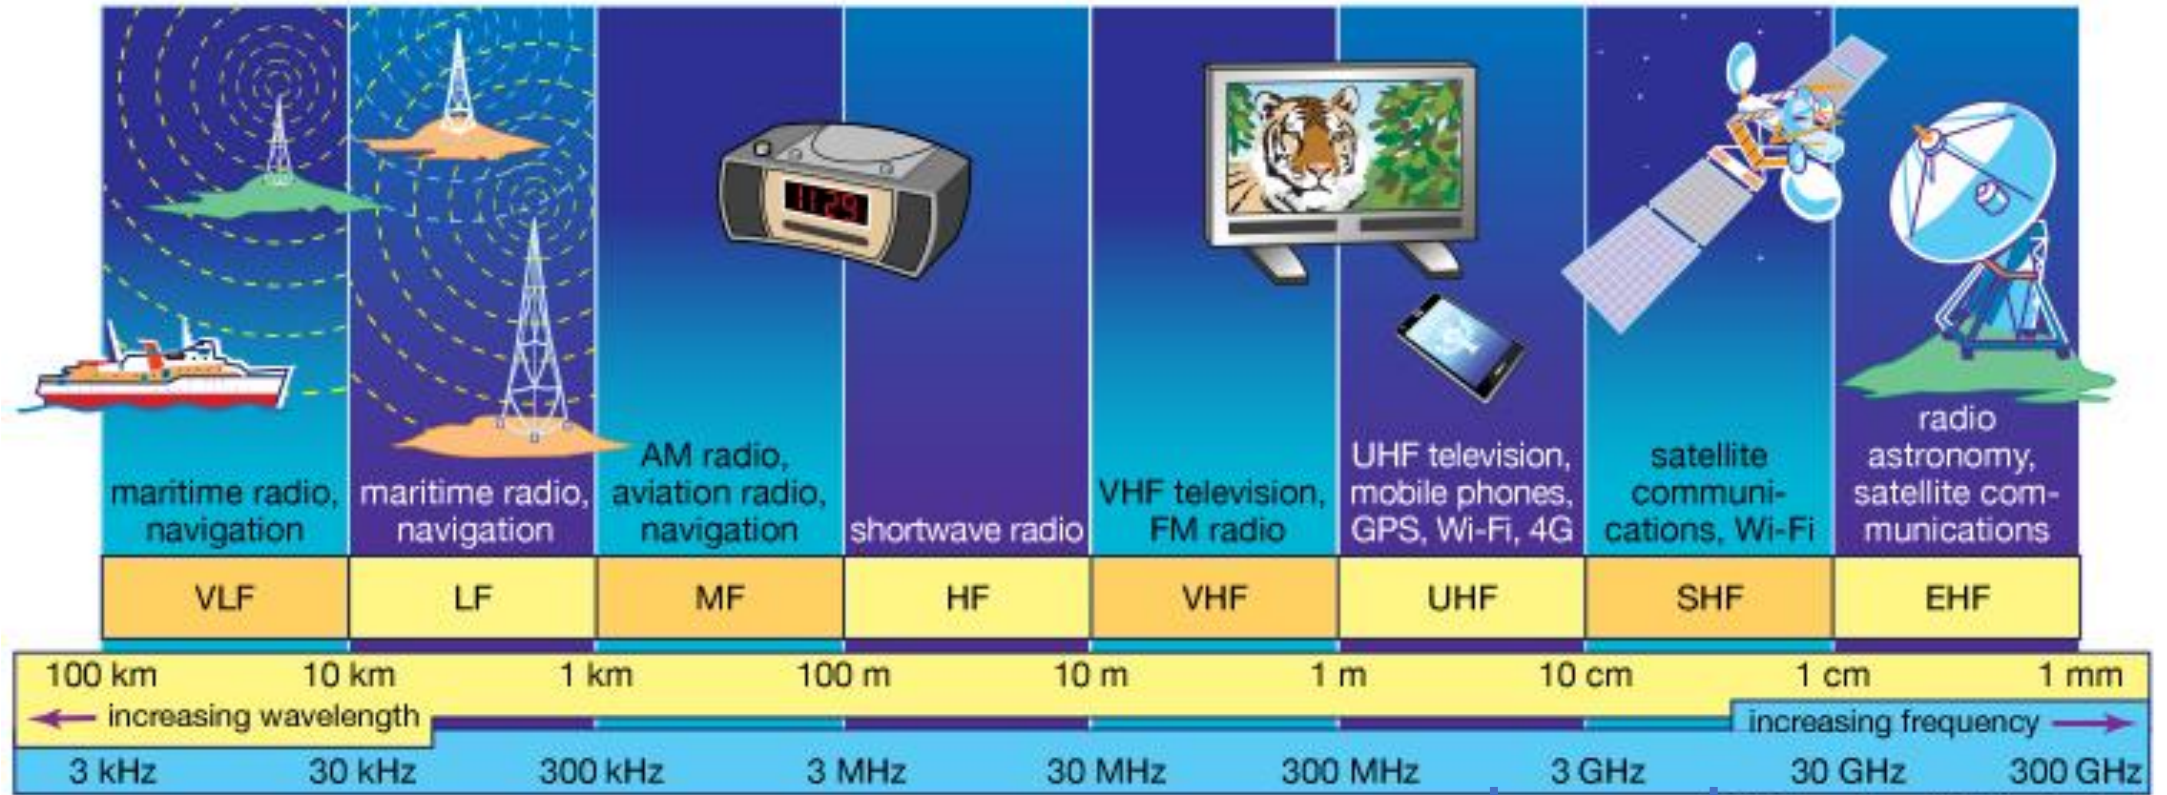 11:29
maritime radio,
navigation
maritime radio,
navigation
AM radio,
aviation radio,
navigation
shortwave radio
VHF television,
FM radio
UHF television,
mobile phones,
GPS, Wi-Fi, 4G
satellite
communi-
cations, Wi-Fi
radio
astronomy,
satellite com-
munications
VLF LF MF HF VHF UHF SHF EHF
100 km 10 km 1 km 100 m 10 m 1 m 10 cm 1 cm 1 mm
increasing wavelength increasing frequency
3 kHz 30 kHz 300 kHz 3 MHz 30 MHz 300 MHz 3 GHz 30 GHz 300 GHz